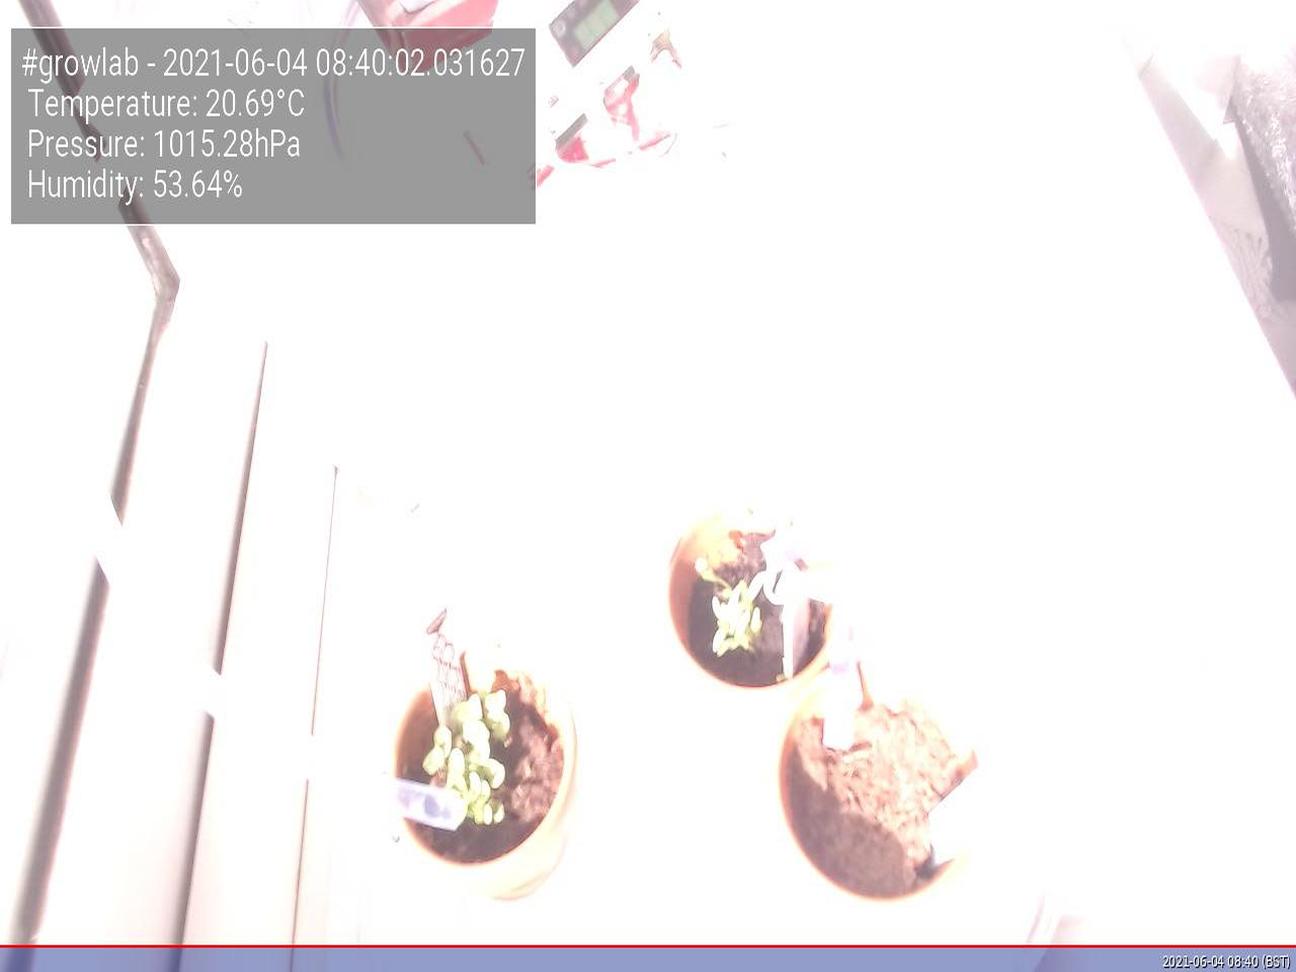 #growlab - 2021-06-04 08:40:02.031627
Temperature: 20.69°C
Pressure: 1015.28hPa
Humidity: 53.64%
2021-06-04 08:40 (BST)